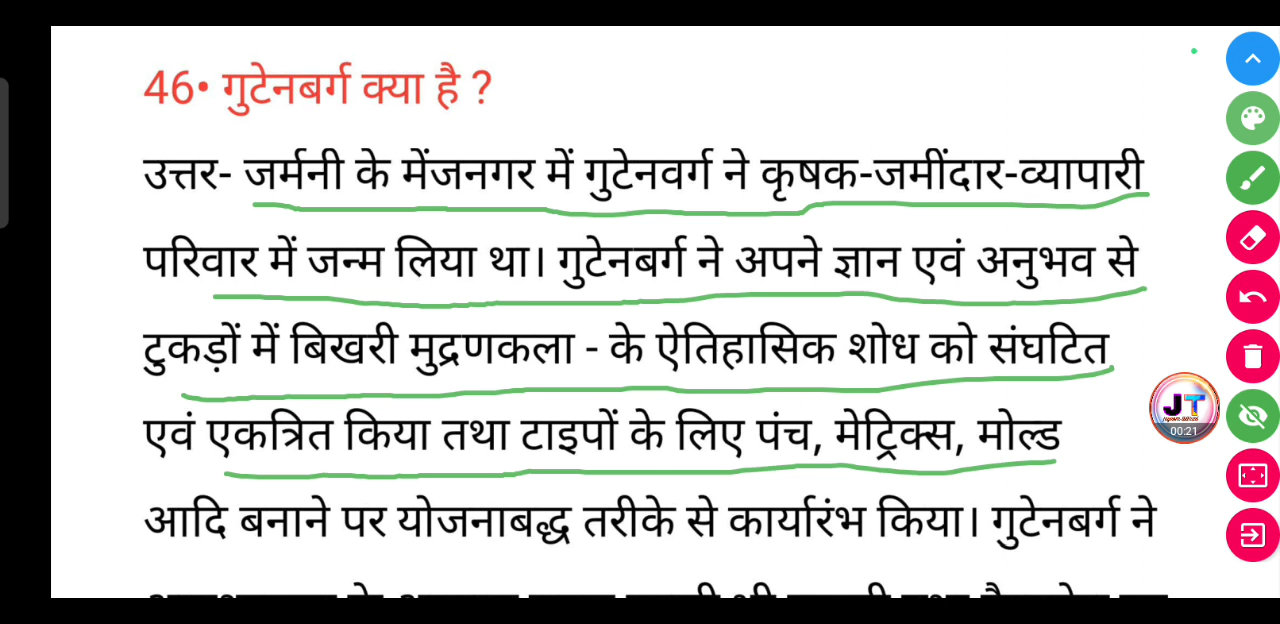 46• गुटेनबर्ग क्या है ?
उत्तर- जर्मनी के मेंजनगर में गुटेनवर्ग ने कृषक-जमींदार-व्यापारी
परिवार में जन्म लिया था। गुटेनबर्ग ने अपने ज्ञान एवं अनुभव से
टुकड़ों में बिखरी मुद्रणकला - के ऐतिहासिक शोध को संघटित
एवं एकत्रित किया तथा टाइपों के लिए पंच, मेट्रिक्स, मोल्ड
आदि बनाने पर योजनाबद्ध तरीके से कार्यारंभ किया। गुटेनबर्ग ने
JT
00:21